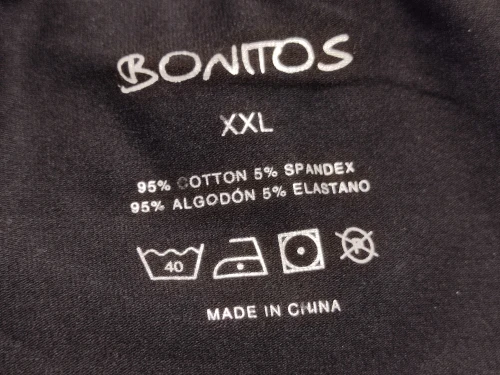 BONITOS
XXL
95% COTTON 5% SPANDEX
95% ALGODÓN 5% ELASTANO
40
MADE IN CHINA